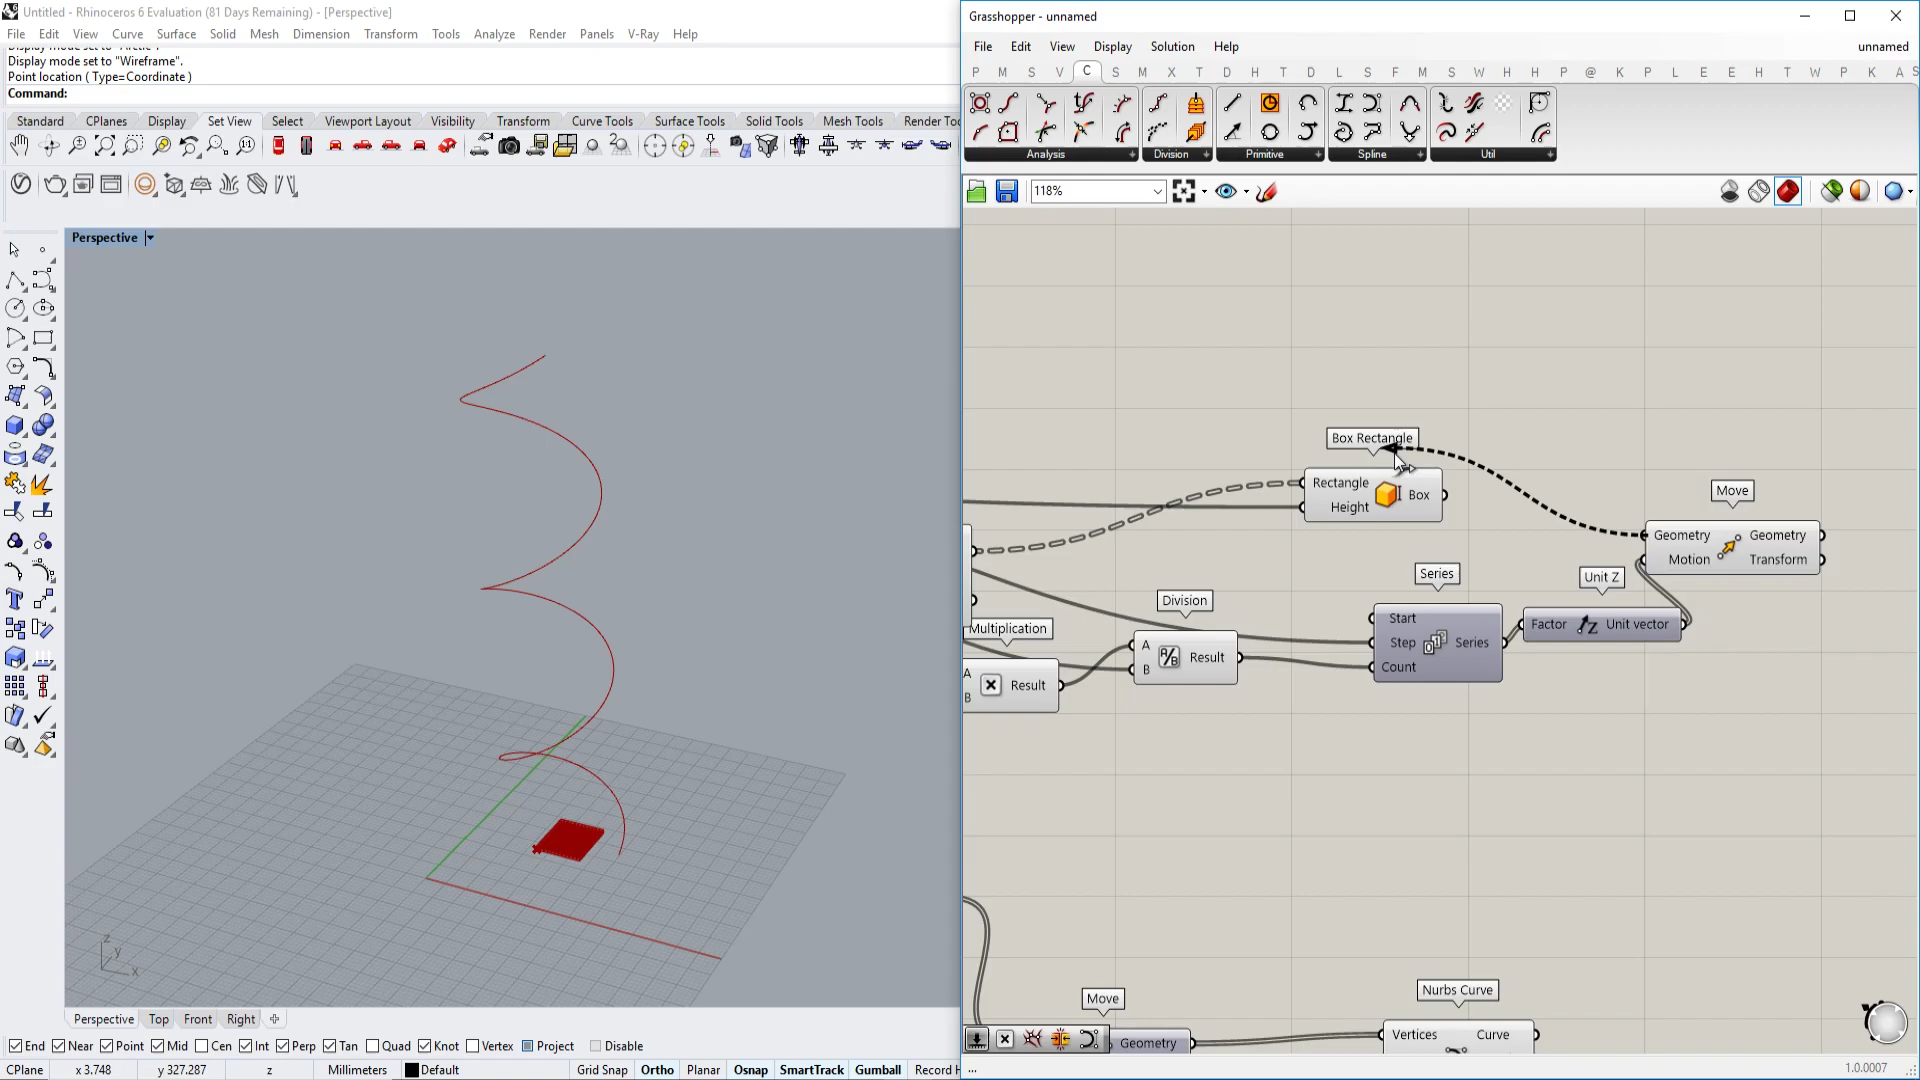 Untitled - Rhinoceros 6 Evaluation (81 Days Remaining) - [Perspective]
File Edit View Curve Surface Solid Mesh Dimension Transform Tools Analyze Render Panels V-Ray Help
Display mode set to "Wireframe".
Point location ( Type=Coordinate )
Command:
Standard CPlanes Display Set View Select Viewport Layout Visibility Transform Curve Tools Surface Tools Solid Tools Mesh Tools Render Too
Perspective
z
y
x
z
y
x
Perspective Top Front Right
End Near Point Mid Cen Int Perp Tan Quad Knot Vertex Project Disable
CPlane x 3.748 y 327.287 z Millimeters Default Grid Snap Ortho Planar Osnap SmartTrack Gumball Record H
Grasshopper - unnamed
File Edit View Display Solution Help unnamed
P M S V C S M X T D H T D L S F M S W H H P @ K P L E E H T W P K A S
Analysis Division Primitive Spline Util
118%
Box Rectangle
Rectangle
Height
Box
Move
Geometry
Motion
Geometry
Transform
Series
Start
Step
Count
Series
Unit Z
Factor
Unit vector
Division
A
B
Result
Multiplication
A
B
Result
Move
Geometry
Nurbs Curve
Vertices
Curve
...
1.0.0007